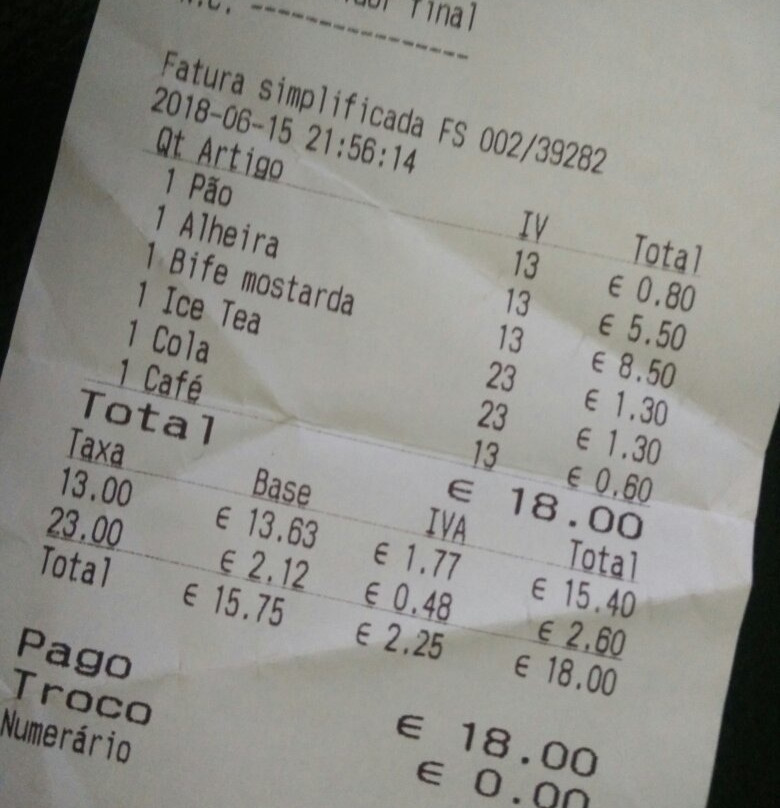 final
Fatura simplificada FS 002/39282
2018-06-15 21:56:14
Qt Artigo IV Total
1 Pão 13 € 0.80
1 Alheira 13 € 5.50
1 Bife mostarda 13 € 8.50
1 Ice Tea 23 € 1.30
1 Cola 23 € 1.30
1 Café 13 € 0.60
Total € 18.00
Taxa Base IVA Total
13.00 € 13.63 € 1.77 € 15.40
23.00 € 2.12 € 0.48 € 2.60
Total € 15.75 € 2.25 € 18.00
Pago € 18.00
Troco € 0.00
Numerário